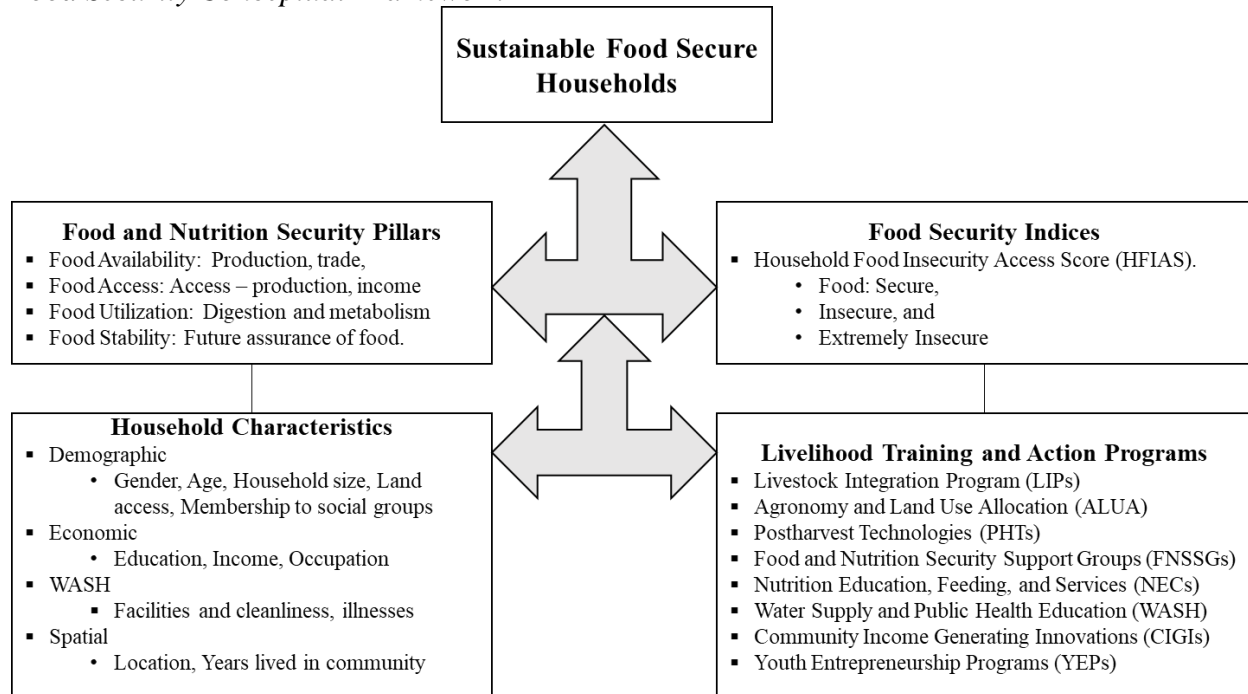 Food Security Conceptual Framework
Sustainable Food Secure
Households
Food and Nutrition Security Pillars
▪ Food Availability: Production, trade,
▪ Food Access: Access – production, income
▪ Food Utilization: Digestion and metabolism
▪ Food Stability: Future assurance of food.
Food Security Indices
▪ Household Food Insecurity Access Score (HFIAS).
• Food: Secure,
• Insecure, and
• Extremely Insecure
Household Characteristics
▪ Demographic
• Gender, Age, Household size, Land
access, Membership to social groups
▪ Economic
• Education, Income, Occupation
▪ WASH
▪ Facilities and cleanliness, illnesses
▪ Spatial
• Location, Years lived in community
Livelihood Training and Action Programs
▪ Livestock Integration Program (LIPs)
▪ Agronomy and Land Use Allocation (ALUA)
▪ Postharvest Technologies (PHTs)
▪ Food and Nutrition Security Support Groups (FNSSGs)
▪ Nutrition Education, Feeding, and Services (NECs)
▪ Water Supply and Public Health Education (WASH)
▪ Community Income Generating Innovations (CIGIs)
▪ Youth Entrepreneurship Programs (YEPs)